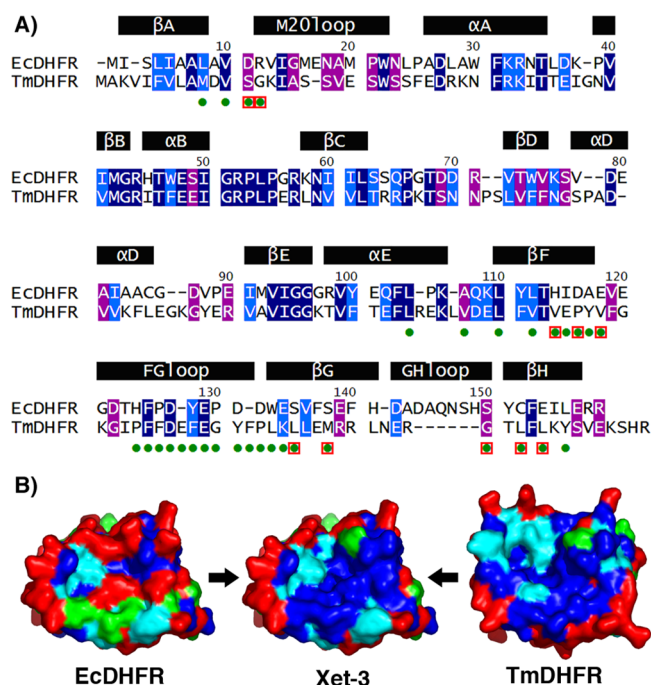 A)
βA M20loop αA
10 20 30 40
EcDHFR -MI-SLIAALAV DRVIGMENAM PWNLPADLAW FKRNTLDK-PV
TmDHFR MAKVIFVLAMDV SGKIAS-SVE SWSSFEDRKN FKRITTEIGNV
βB αB βC βD αD
50 60 70 80
EcDHFR IMGRHTWESI GRPLPGRKNI ILSSQPGTDD R--VTWVKSV--DE
TmDHFR VMGRITFEEI GRPLPERLNV VLTRRPKTSN NPSLVFFNGSPAD-
αD βE αE βF
90 100 110 120
EcDHFR AIAACG--DVPE IMVIGGGRVY EQFL-PK-AQKL YLTHIDAEVE
TmDHFR VVKFLEGKGYER VAVIGGKTVF TEFLREKLVDEL FVTVEPYVFG
FGloop βG GHloop βH
130 140 150
EcDHFR GDTHFPD-YEP D-DWESVFSEF H-DADAQNSHS YCFEILERR
TmDHFR KGIPFFDEFEG YFPLKLLEMRR LNER------G TLFLKYSVEKSHR
B)
EcDHFR Xet-3 TmDHFR